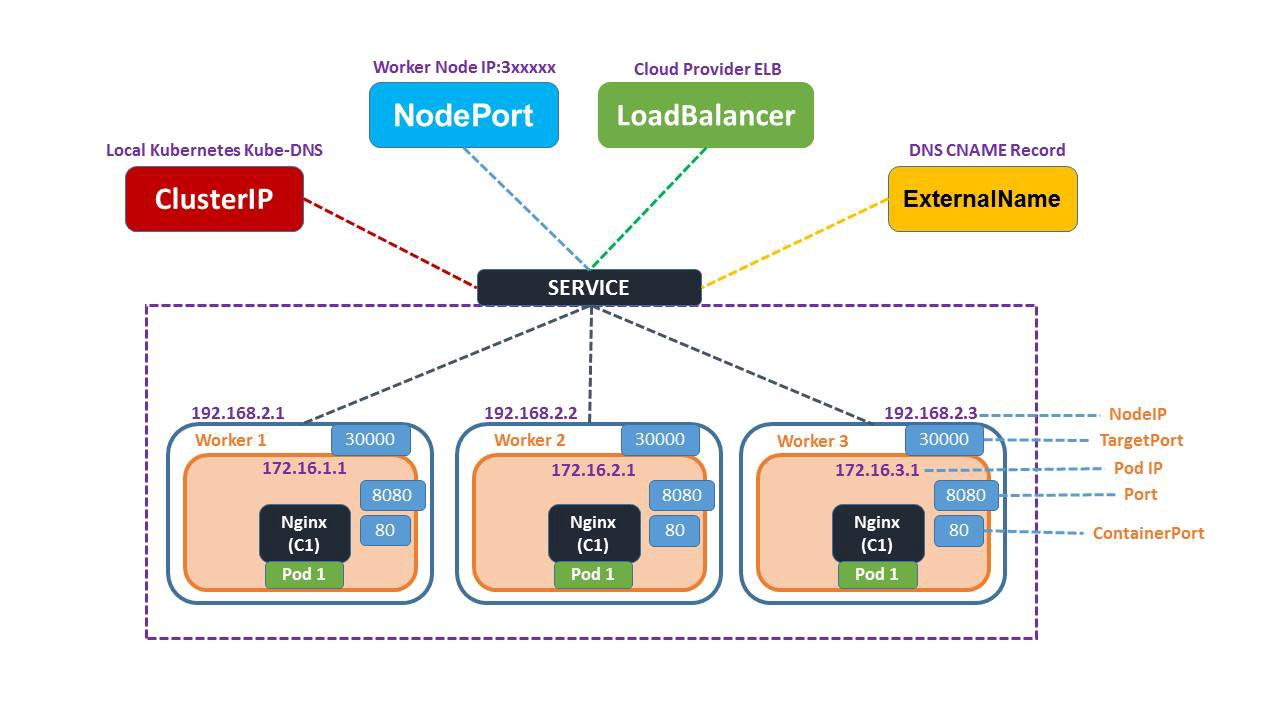 Worker Node IP:3xxxxx
Cloud Provider ELB
NodePort
LoadBalancer
Local Kubernetes Kube-DNS
DNS CNAME Record
ClusterIP
ExternalName
SERVICE
192.168.2.1
192.168.2.2
192.168.2.3
NodeIP
Worker 1
30000
Worker 2
30000
Worker 3
30000
TargetPort
172.16.1.1
172.16.2.1
172.16.3.1
Pod IP
8080
8080
8080
Port
Nginx
(C1)
80
Nginx
(C1)
80
Nginx
(C1)
80
ContainerPort
Pod 1
Pod 1
Pod 1